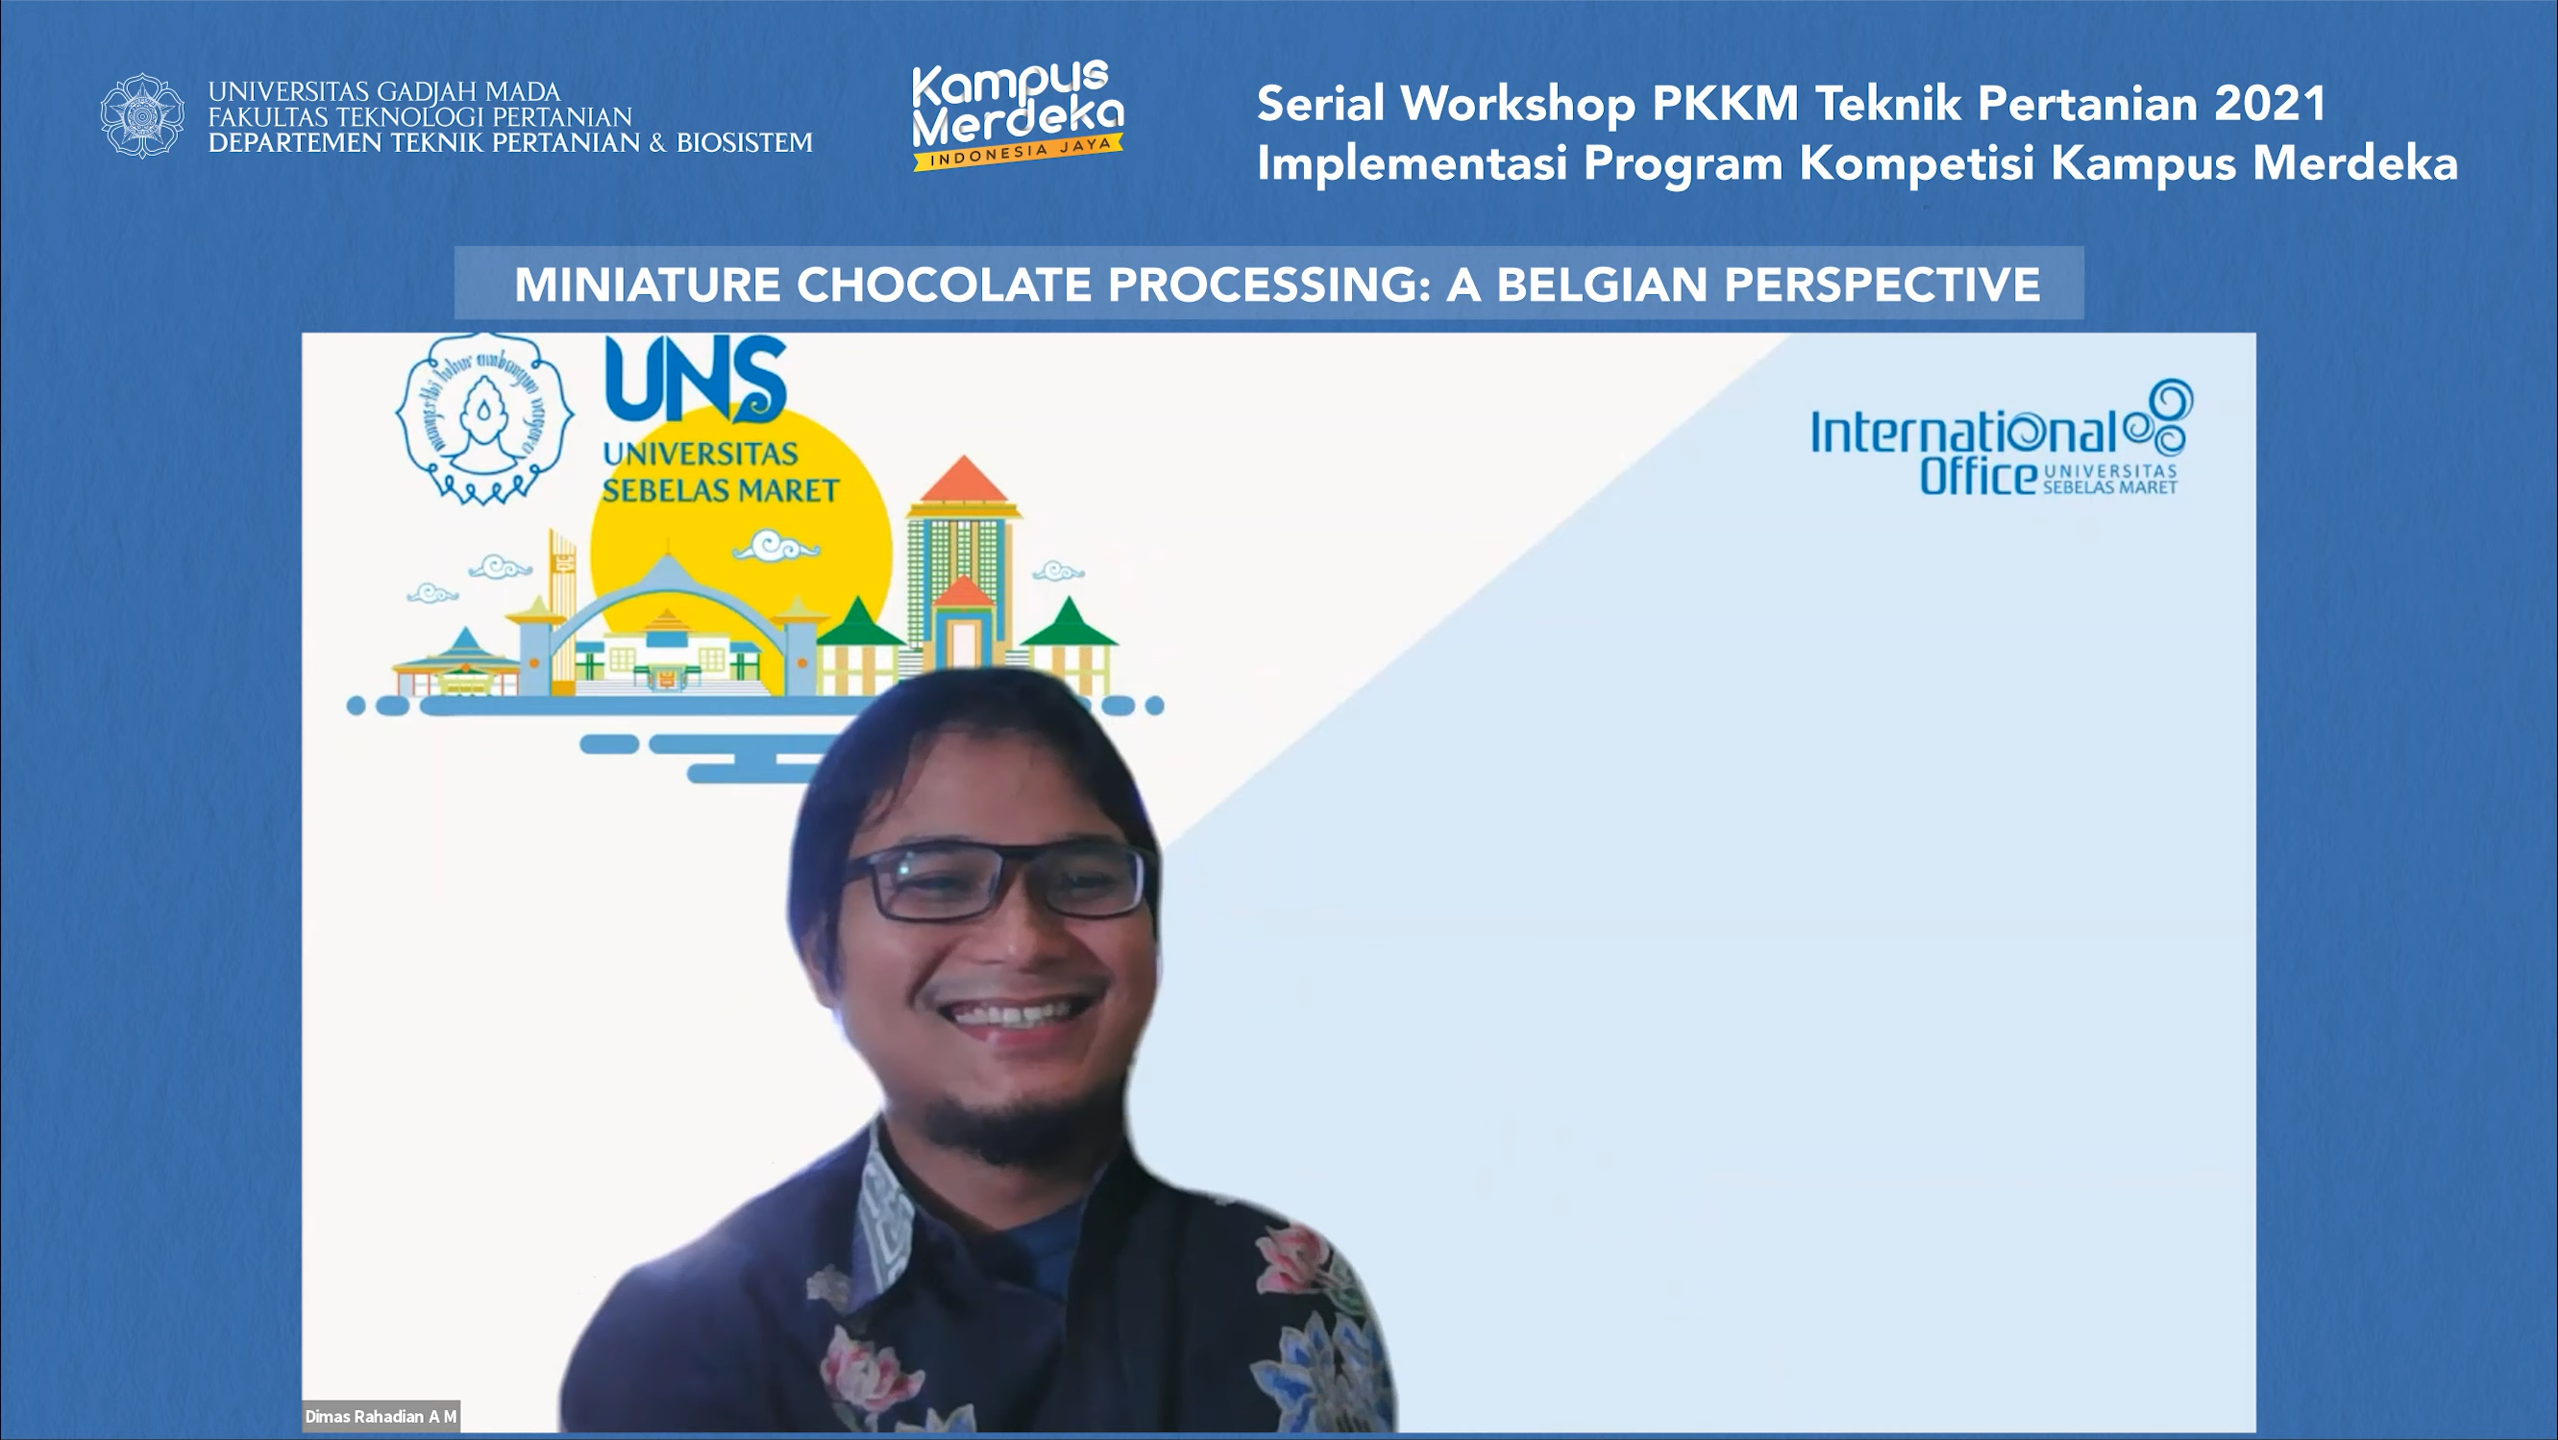 UNIVERSITAS GADJAH MADA
FAKULTAS TEKNOLOGI PERTANIAN
DEPARTEMEN TEKNIK PERTANIAN & BIOSISTEM
Kampus
Merdeka
INDONESIA JAYA
Serial Workshop PKKM Teknik Pertanian 2021
Implementasi Program Kompetisi Kampus Merdeka
MINIATURE CHOCOLATE PROCESSING: A BELGIAN PERSPECTIVE
UNS
UNIVERSITAS
SEBELAS MARET
International
Office UNIVERSITAS
SEBELAS MARET
Dimas Rahadian A M